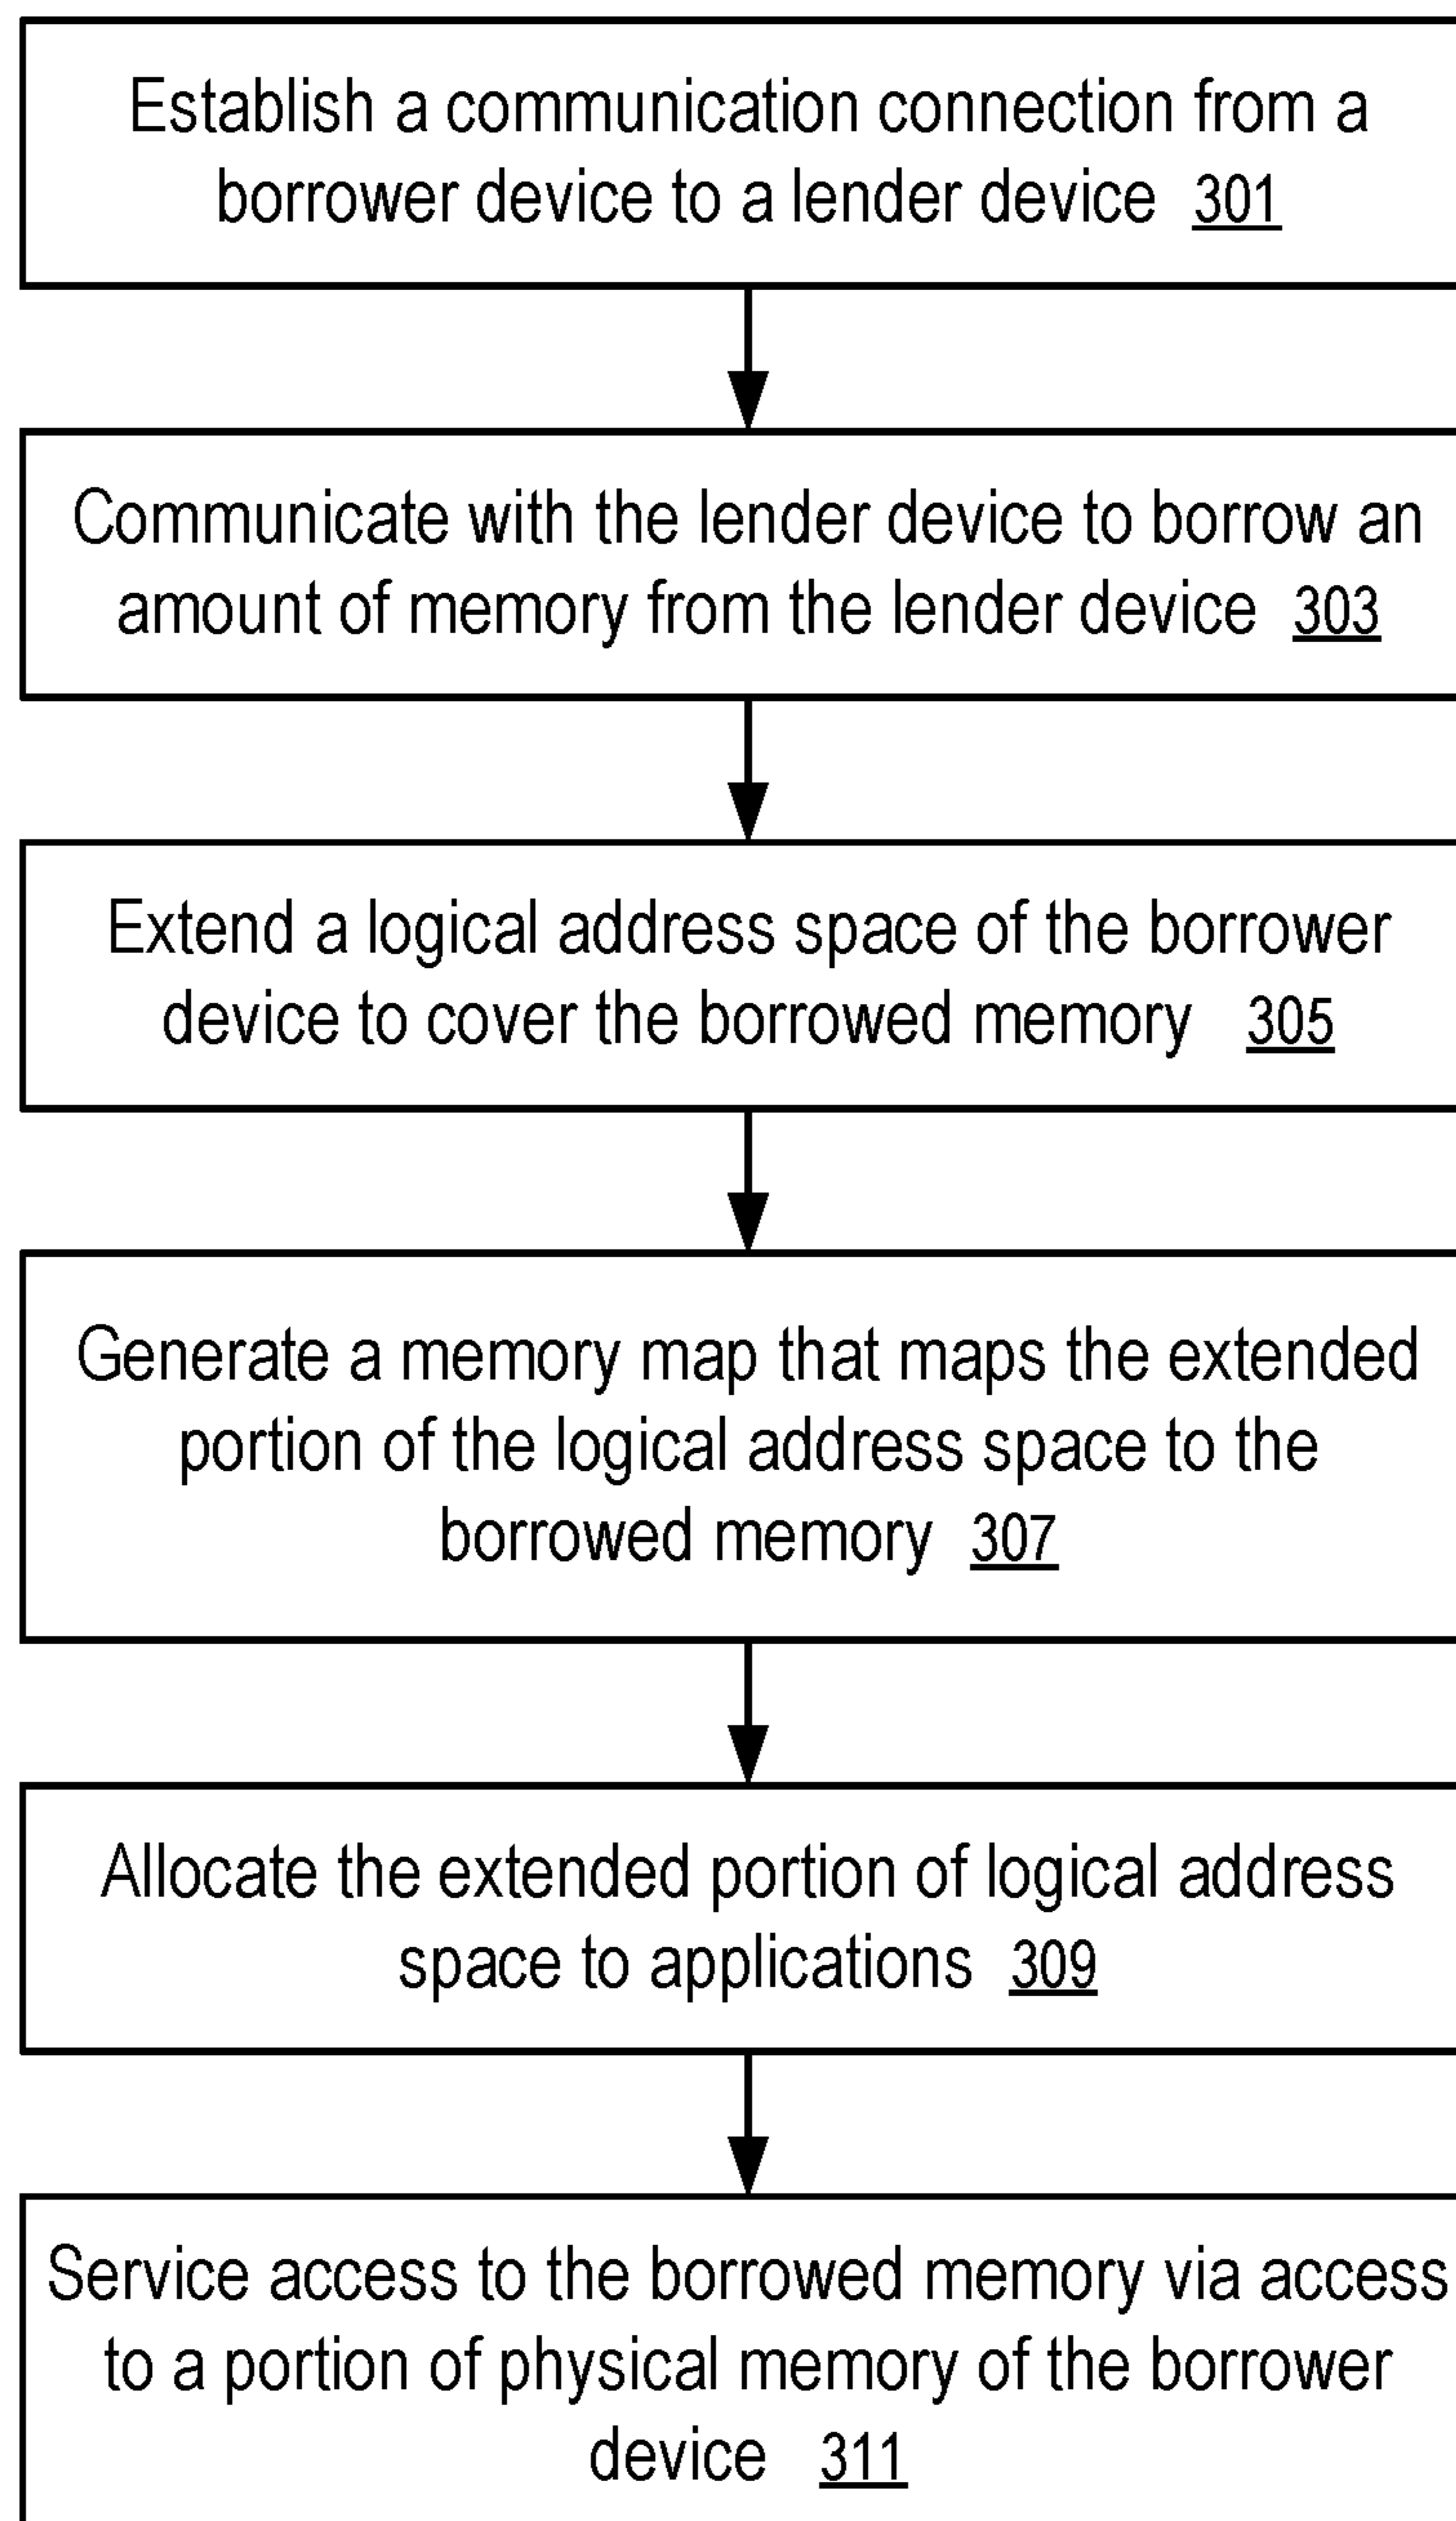 Establish a communication connection from a
borrower device to a lender device 301
Communicate with the lender device to borrow an
amount of memory from the lender device 303
Extend a logical address space of the borrower
device to cover the borrowed memory 305
Generate a memory map that maps the extended
portion of the logical address space to the
borrowed memory 307
Allocate the extended portion of logical address
space to applications 309
Service access to the borrowed memory via access
to a portion of physical memory of the borrower
device 311